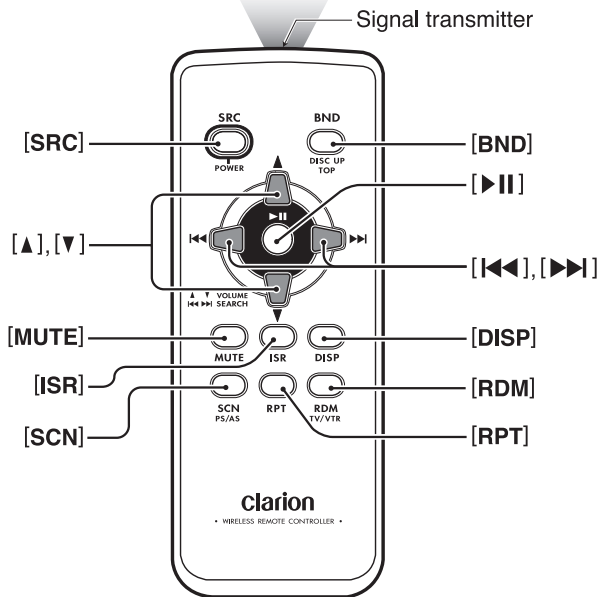 Signal transmitter
SRC
BND
[SRC]
[BND]
POWER
DISC UP
TOP
▲
[▶II]
▶II
[▲],[▼]
I◀◀
▶▶I
[I◀◀],[▶▶I]
▲ ▼ VOLUME
I◀◀ ▶▶I SEARCH
▼
[MUTE]
[DISP]
MUTE
ISR
DISP
[ISR]
[RDM]
[SCN]
SCN
PS/AS
RPT
RDM
TV/VTR
[RPT]
clarion
• WIRELESS REMOTE CONTROLLER •